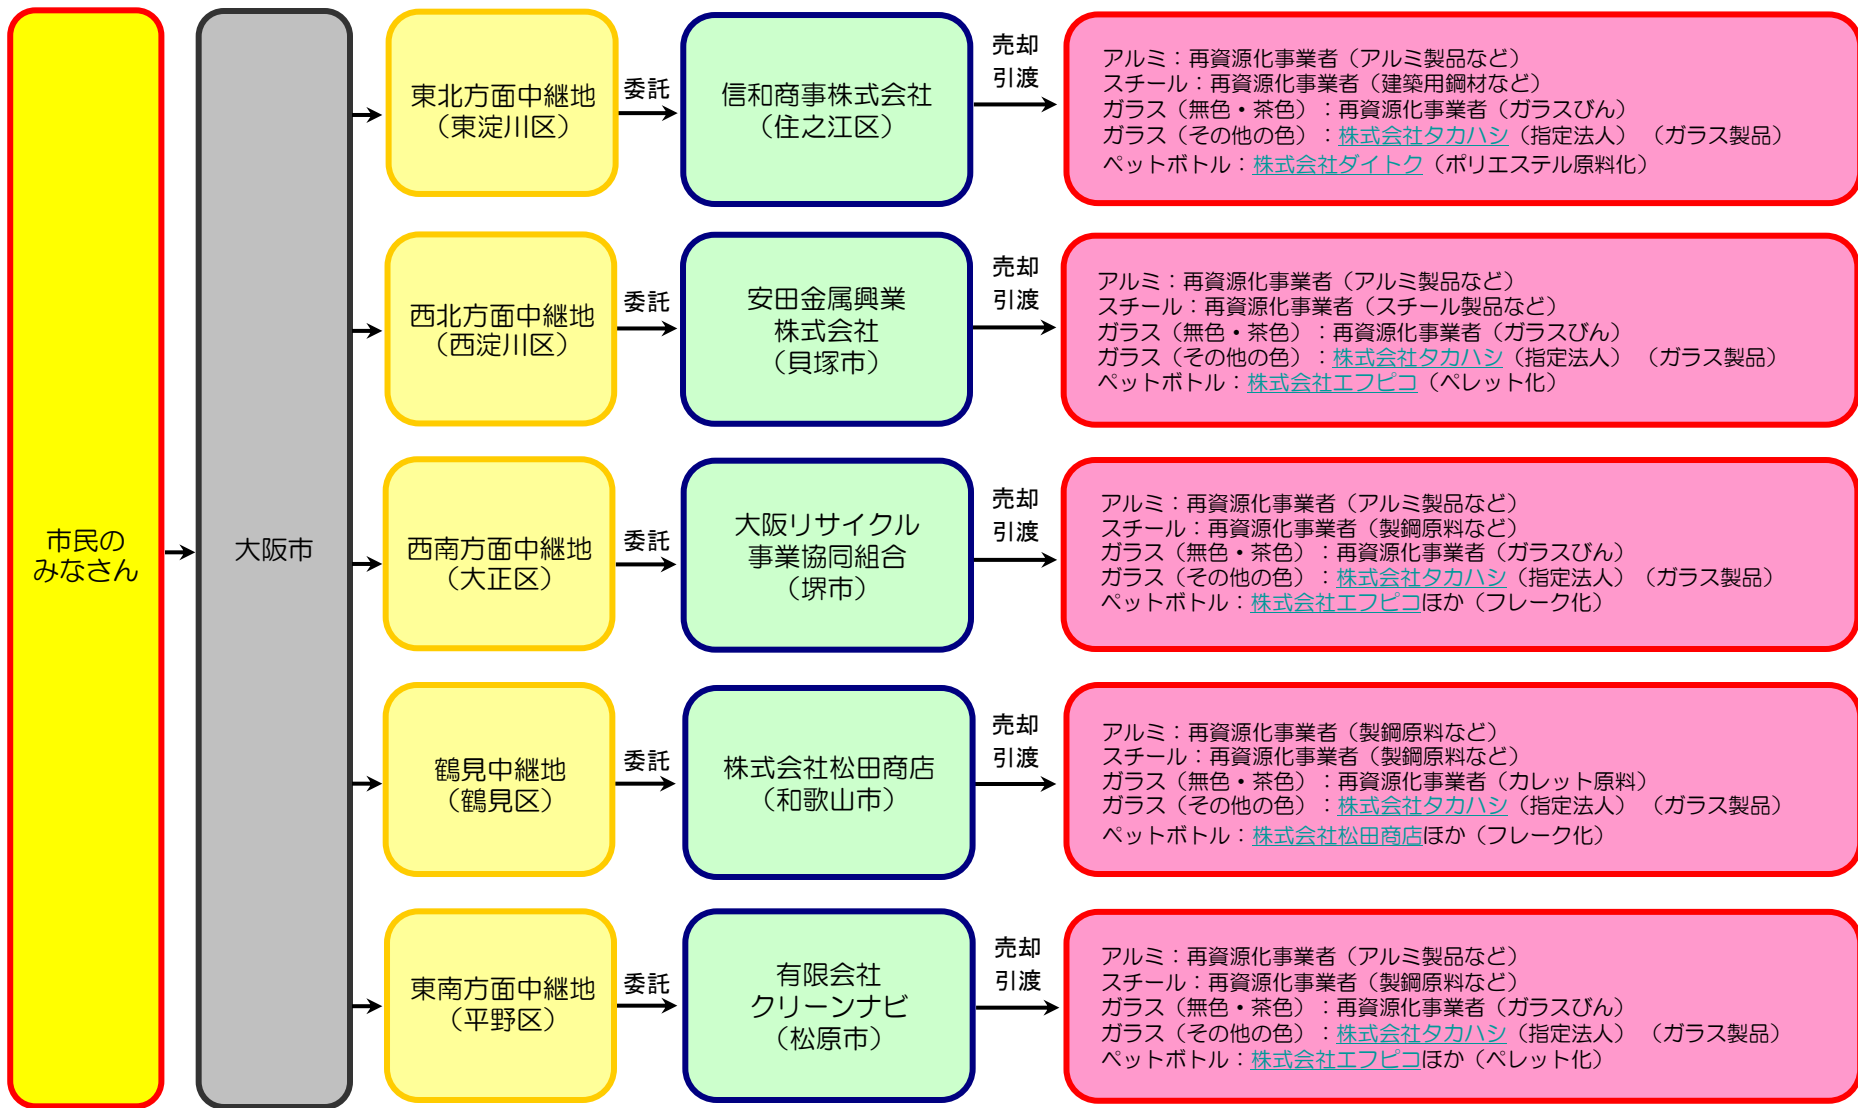 市民の
みなさん
大阪市
東北方面中継地
（東淀川区）
委託
信和商事株式会社
（住之江区）
売却
引渡
アルミ：再資源化事業者（アルミ製品など）
スチール：再資源化事業者（建築用鋼材など）
ガラス（無色・茶色）：再資源化事業者（ガラスびん）
ガラス（その他の色）：株式会社タカハシ（指定法人）（ガラス製品）
ペットボトル：株式会社ダイトク（ポリエステル原料化）
西北方面中継地
（西淀川区）
委託
安田金属興業
株式会社
（貝塚市）
売却
引渡
アルミ：再資源化事業者（アルミ製品など）
スチール：再資源化事業者（スチール製品など）
ガラス（無色・茶色）：再資源化事業者（ガラスびん）
ガラス（その他の色）：株式会社タカハシ（指定法人）（ガラス製品）
ペットボトル：株式会社エフピコ（ペレット化）
西南方面中継地
（大正区）
委託
大阪リサイクル
事業協同組合
（堺市）
売却
引渡
アルミ：再資源化事業者（アルミ製品など）
スチール：再資源化事業者（製鋼原料など）
ガラス（無色・茶色）：再資源化事業者（ガラスびん）
ガラス（その他の色）：株式会社タカハシ（指定法人）（ガラス製品）
ペットボトル：株式会社エフピコほか（フレーク化）
鶴見中継地
（鶴見区）
委託
株式会社松田商店
（和歌山市）
売却
引渡
アルミ：再資源化事業者（製鋼原料など）
スチール：再資源化事業者（製鋼原料など）
ガラス（無色・茶色）：再資源化事業者（カレット原料）
ガラス（その他の色）：株式会社タカハシ（指定法人）（ガラス製品）
ペットボトル：株式会社松田商店ほか（フレーク化）
東南方面中継地
（平野区）
委託
有限会社
クリーンナビ
（松原市）
売却
引渡
アルミ：再資源化事業者（アルミ製品など）
スチール：再資源化事業者（製鋼原料など）
ガラス（無色・茶色）：再資源化事業者（ガラスびん）
ガラス（その他の色）：株式会社タカハシ（指定法人）（ガラス製品）
ペットボトル：株式会社エフピコほか（ペレット化）